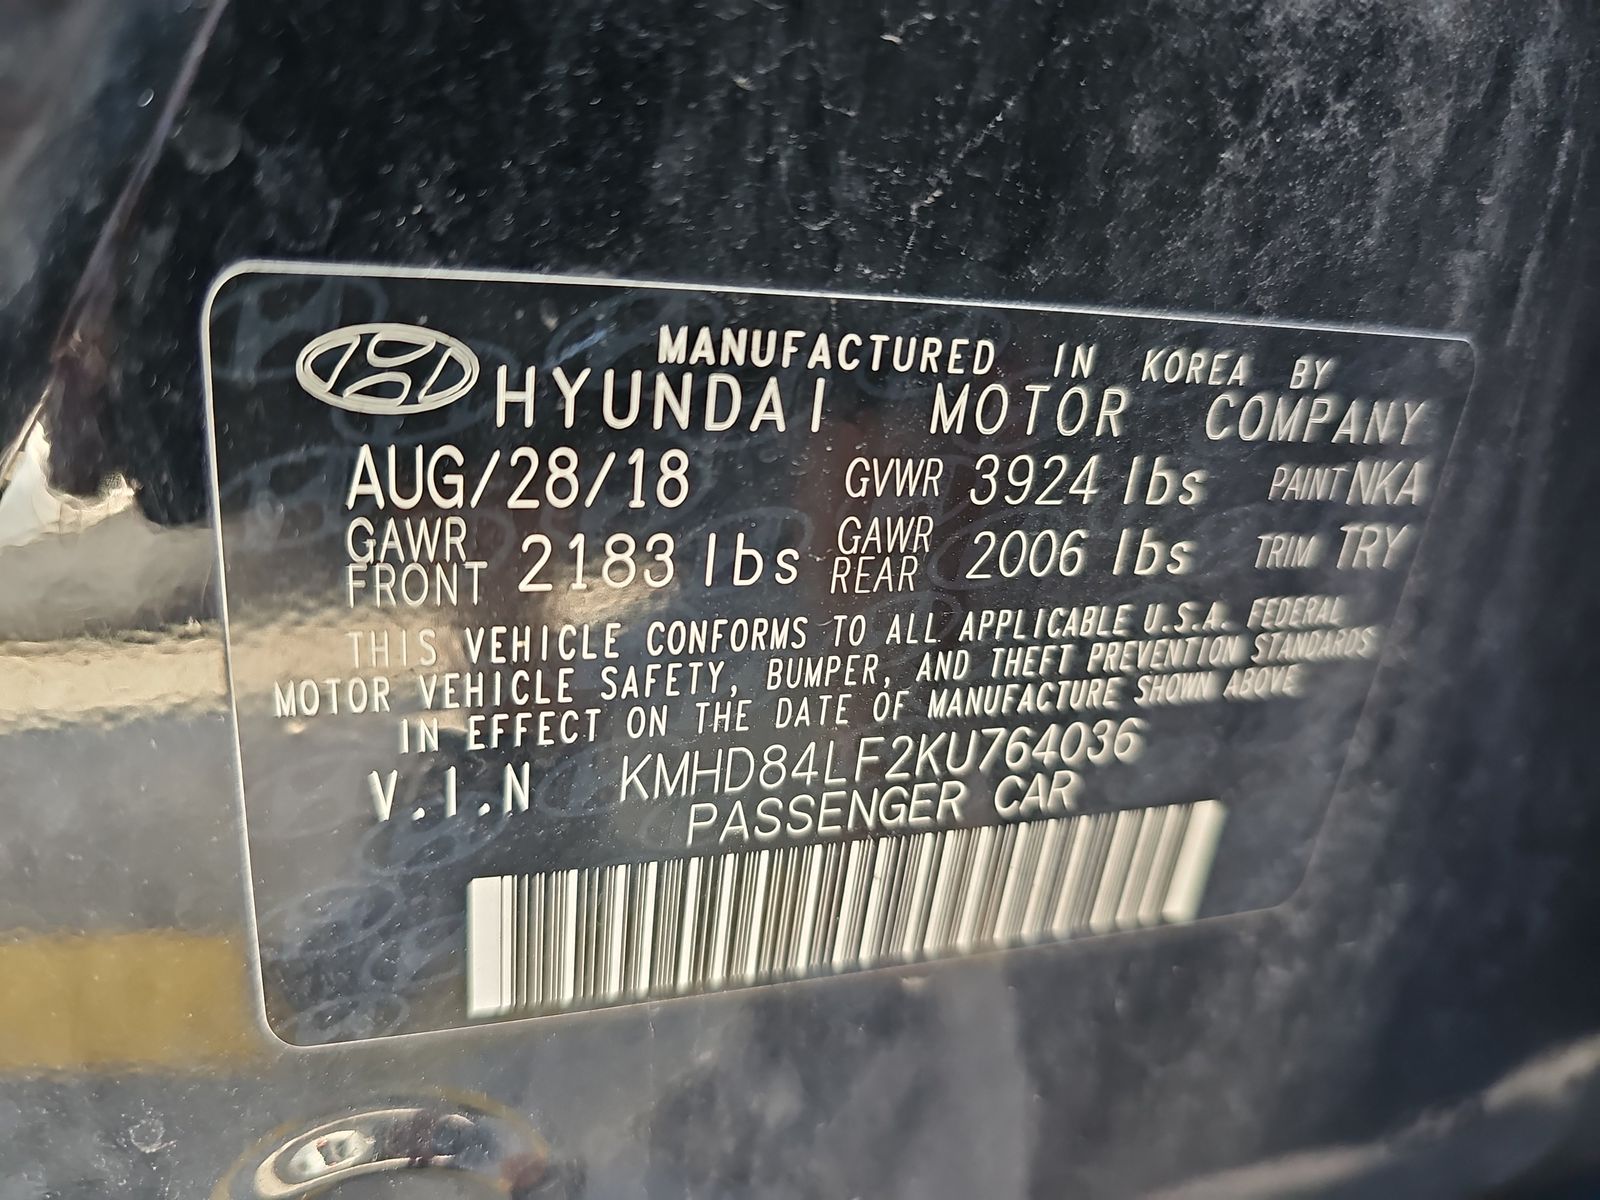 MANUFACTURED IN KOREA BY
HYUNDAI MOTOR COMPANY
AUG/28/18 GVWR 3924 lbs PAINT NKA
GAWR FRONT 2183 lbs GAWR REAR 2006 lbs TRIM TRY
THIS VEHICLE CONFORMS TO ALL APPLICABLE U.S.A. FEDERAL
MOTOR VEHICLE SAFETY, BUMPER, AND THEFT PREVENTION STANDARDS
IN EFFECT ON THE DATE OF MANUFACTURE SHOWN ABOVE
V.I.N KMHD84LF2KU764036
PASSENGER CAR